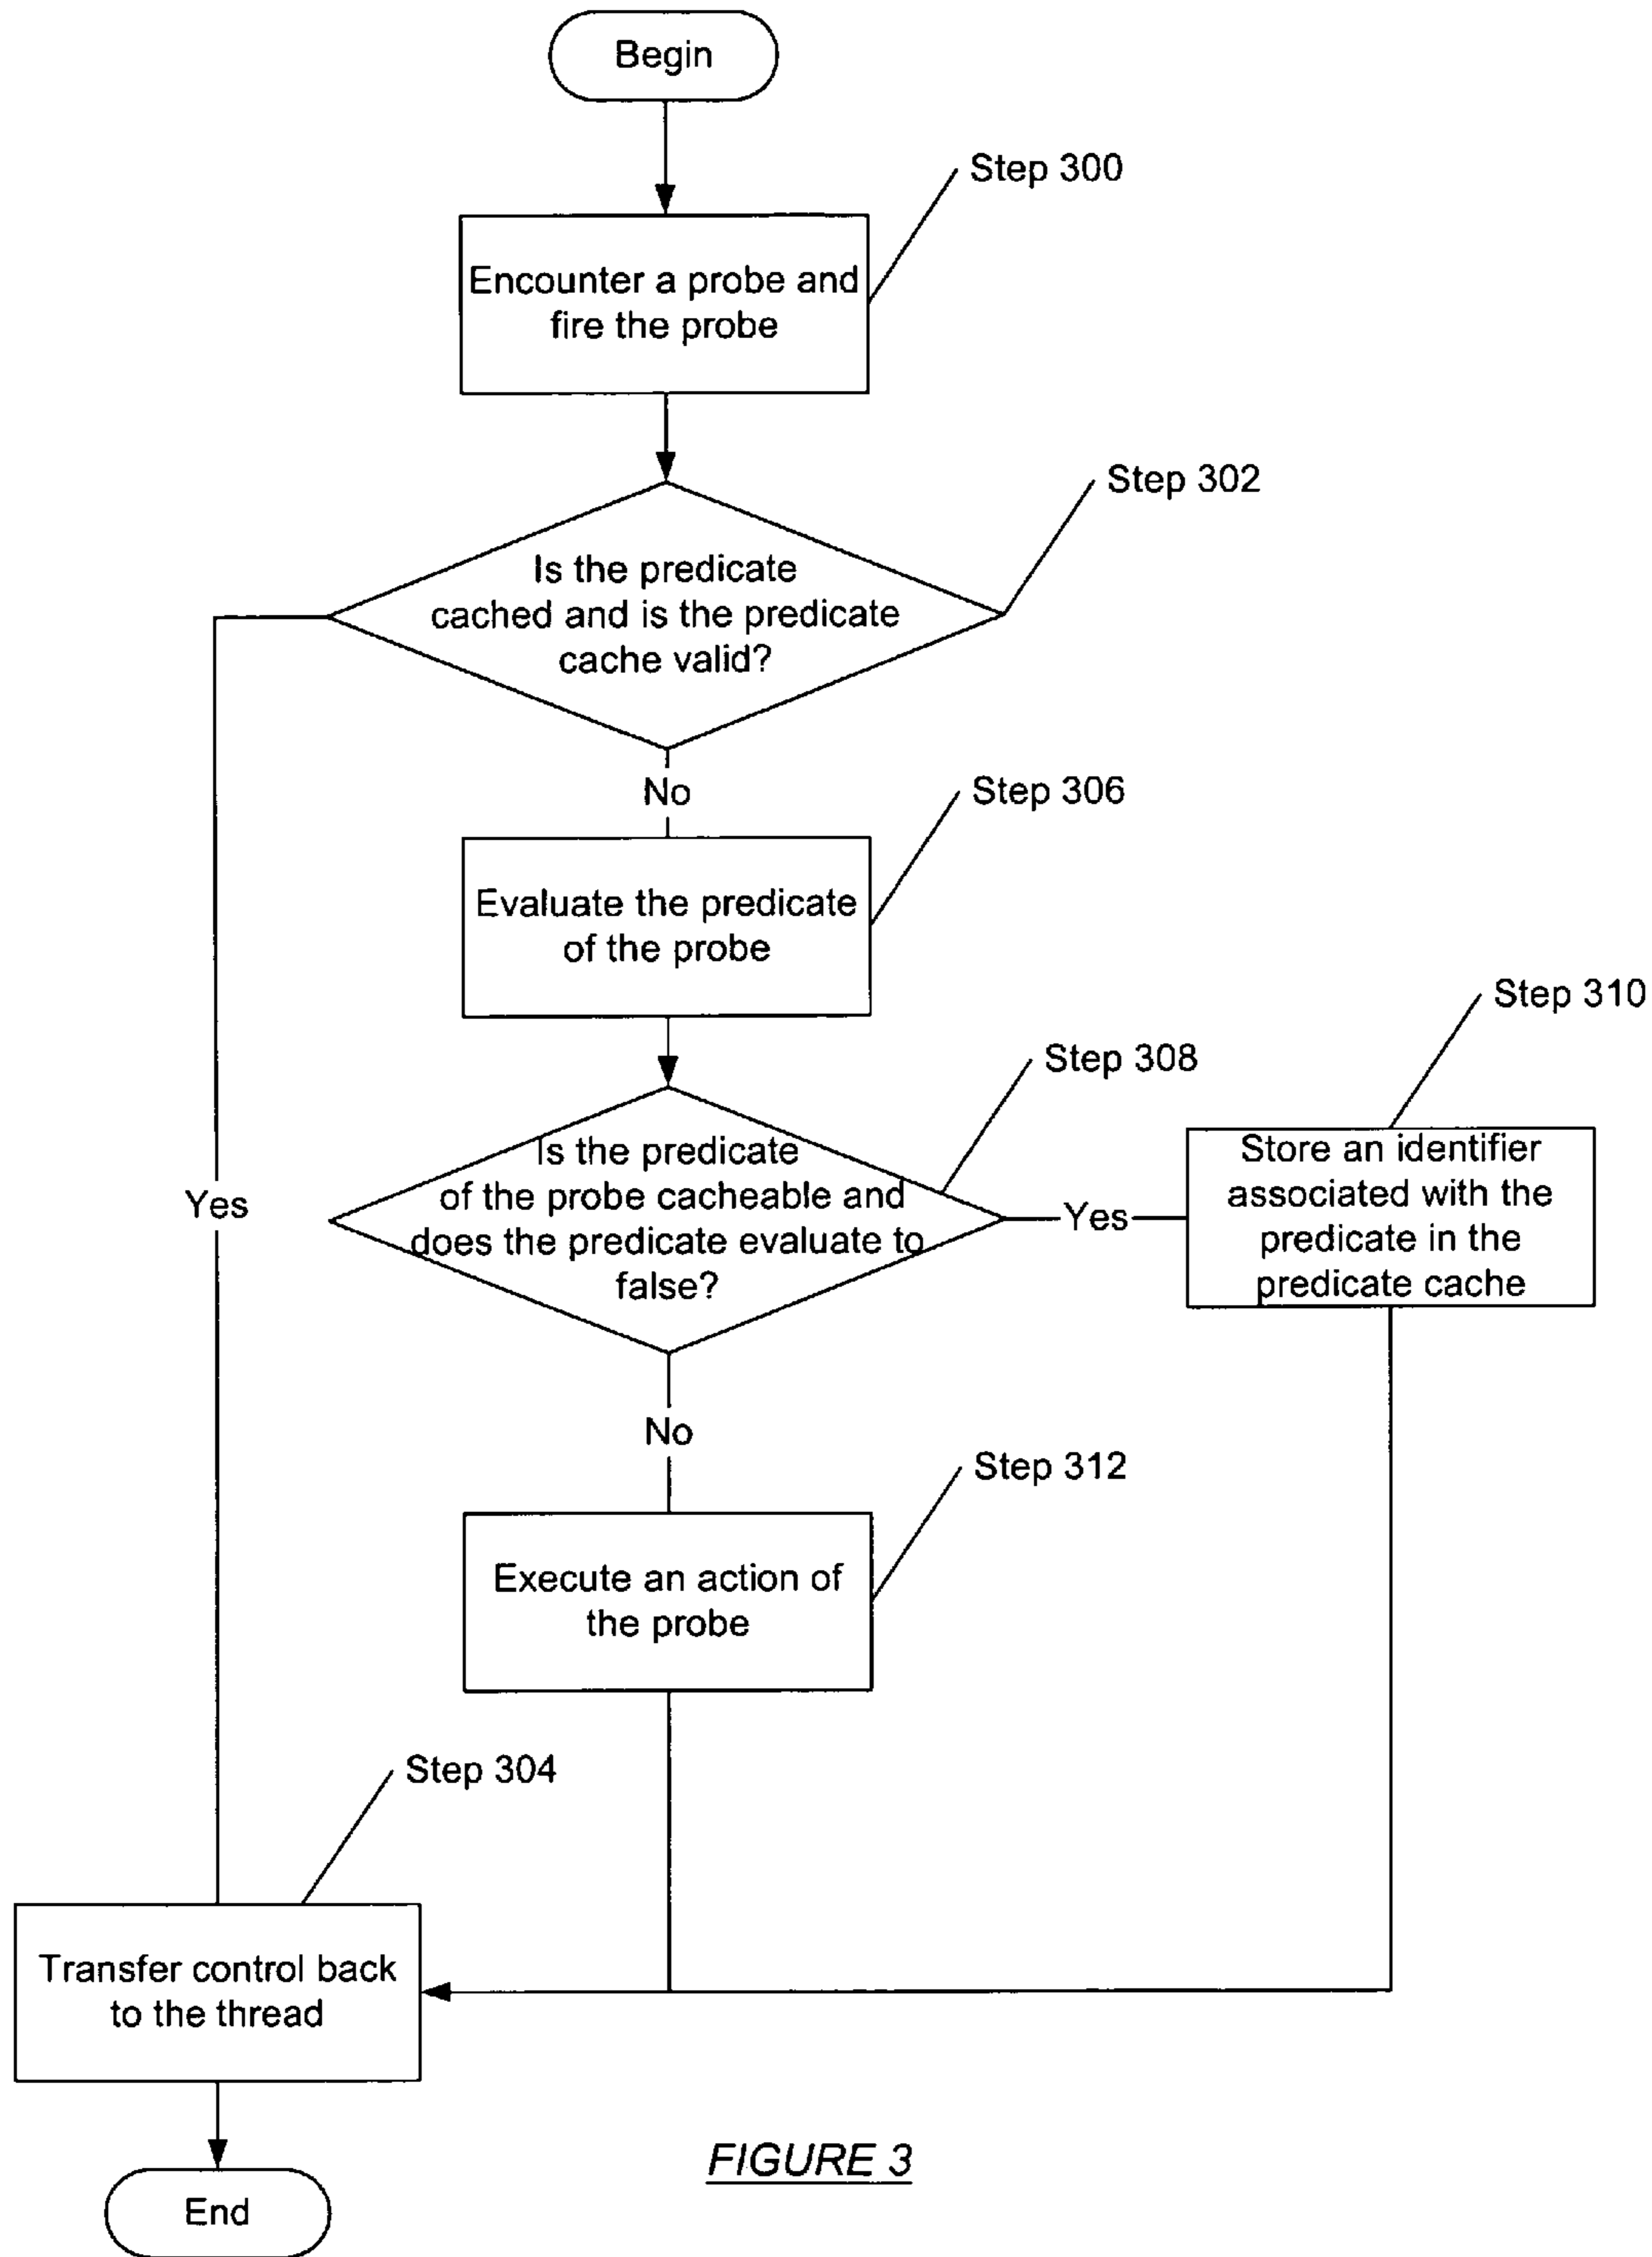 Begin
Step 300
Encounter a probe and
fire the probe
Step 302
Is the predicate
cached and is the predicate
cache valid?
No
Step 306
Evaluate the predicate
of the probe
Step 310
Step 308
Is the predicate
of the probe cacheable and
does the predicate evaluate to
false?
Yes
Store an identifier
associated with the
predicate in the
predicate cache
Yes
No
Step 312
Execute an action of
the probe
Step 304
Transfer control back
to the thread
FIGURE 3
End